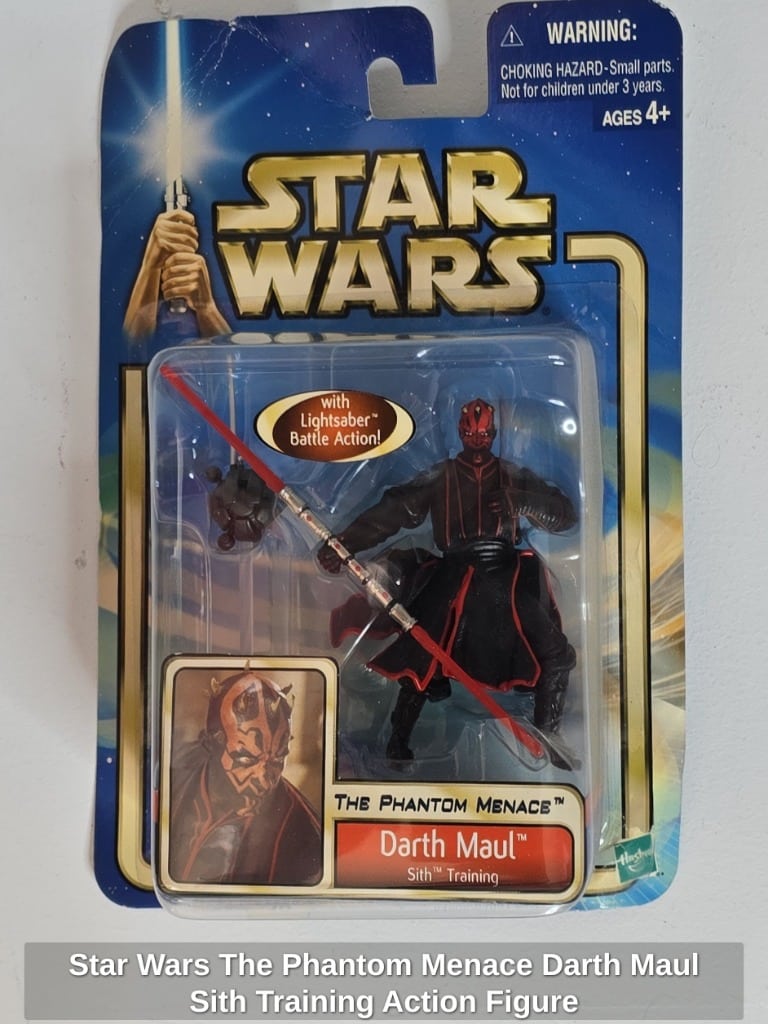 WARNING:
CHOKING HAZARD-Small parts.
Not for children under 3 years.
AGES 4+
STAR
WARS
with
Lightsaber™
Battle Action!
THE PHANTOM MENACE™
Darth Maul™
Sith™ Training
Hasbro
Star Wars The Phantom Menace Darth Maul
Sith Training Action Figure